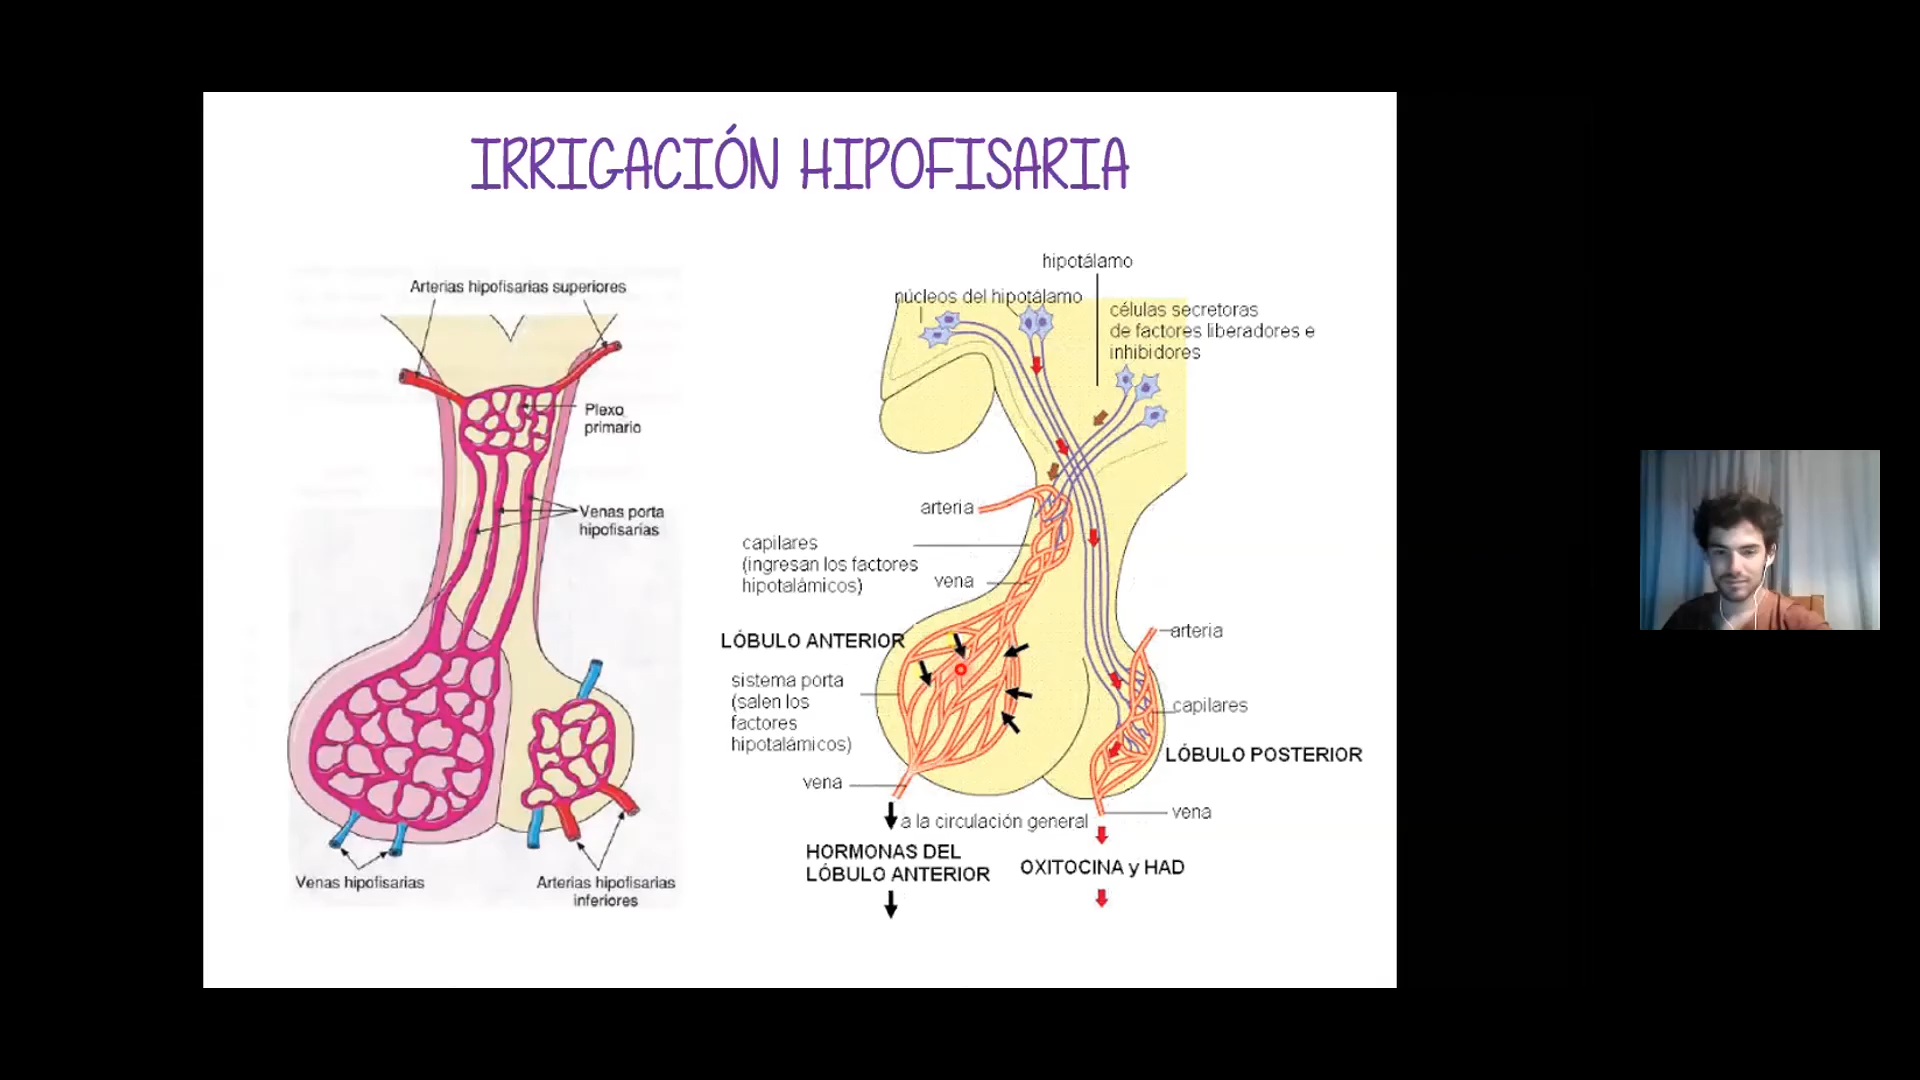 IRRIGACIÓN HIPOFISARIA
Arterias hipofisarias superiores
Plexo
primario
Venas porta
hipofisarias
Venas hipofisarias
Arterias hipofisarias
inferiores
hipotálamo
núcleos del hipotálamo
células secretoras
de factores liberadores e
inhibidores
arteria
capilares
(ingresan los factores
hipotalámicos)
vena
LÓBULO ANTERIOR
sistema porta
(salen los
factores
hipotalámicos)
vena
arteria
capilares
LÓBULO POSTERIOR
vena
a la circulación general
HORMONAS DEL
LÓBULO ANTERIOR
OXITOCINA y HAD